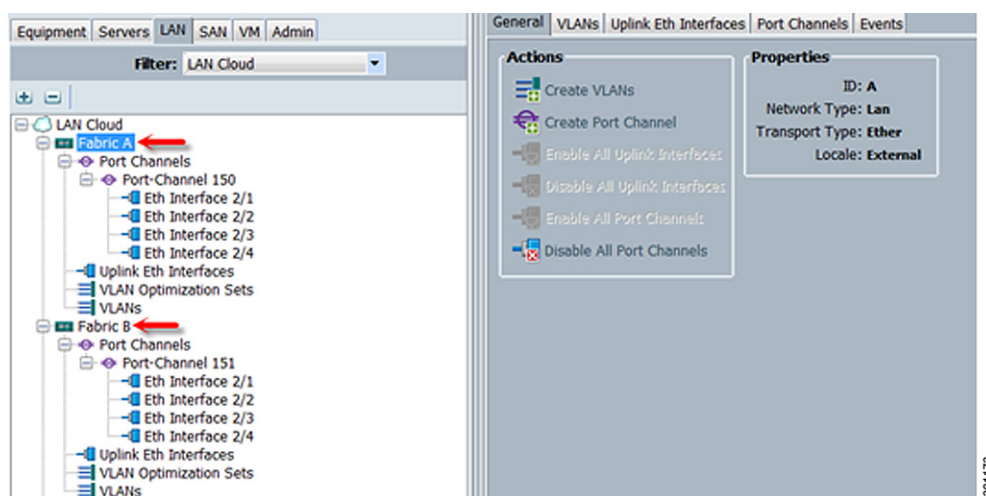 Equipment Servers LAN SAN VM Admin
Filter: LAN Cloud
LAN Cloud
Fabric A
Port Channels
Port-Channel 150
Eth Interface 2/1
Eth Interface 2/2
Eth Interface 2/3
Eth Interface 2/4
Uplink Eth Interfaces
VLAN Optimization Sets
VLANs
Fabric B
Port Channels
Port-Channel 151
Eth Interface 2/1
Eth Interface 2/2
Eth Interface 2/3
Eth Interface 2/4
Uplink Eth Interfaces
VLAN Optimization Sets
VLANs
General VLANs Uplink Eth Interfaces Port Channels Events
Actions
Create VLANs
Create Port Channel
Enable All Uplink Interfaces
Disable All Uplink Interfaces
Enable All Port Channels
Disable All Port Channels
Properties
ID: A
Network Type: Lan
Transport Type: Ether
Locale: External